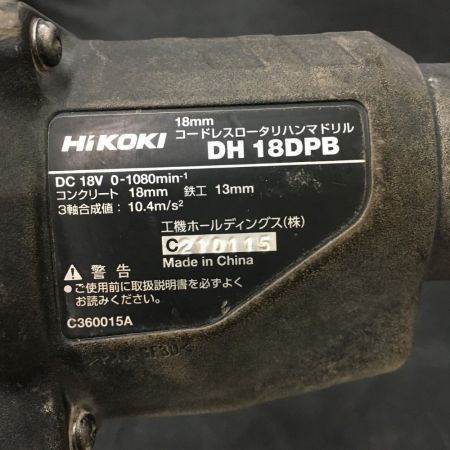 18mm
コードレスロータリハンマドリル
HiKOKI DH 18DPB
DC 18V 0-1080min-1
コンクリート 18mm 鉄工 13mm
3軸合成値: 10.4m/s2
工機ホールディングス(株)
C210115
Made in China
⚠ 警告
●ご使用前に取扱説明書を必ずよく
お読みください。
C360015A